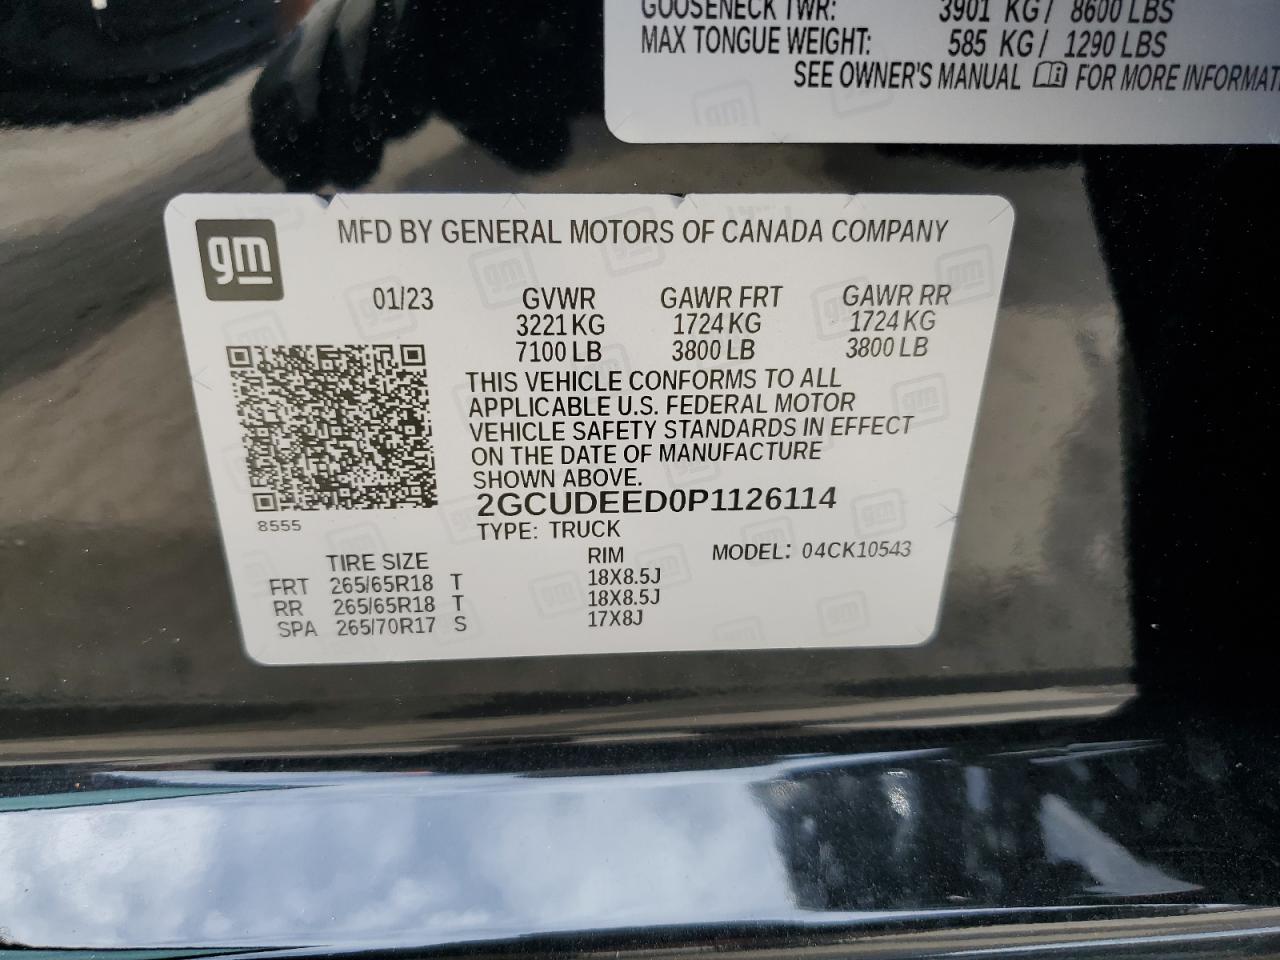 GOOSENECK TWR: 3901 KG / 8600 LBS
MAX TONGUE WEIGHT: 585 KG / 1290 LBS
SEE OWNER'S MANUAL FOR MORE
gm
MFD BY GENERAL MOTORS OF CANADA COMPANY
01/23 GVWR GAWR FRT GAWR RR
3221 KG 1724 KG 1724 KG
7100 LB 3800 LB 3800 LB
THIS VEHICLE CONFORMS TO ALL
APPLICABLE U.S. FEDERAL MOTOR
VEHICLE SAFETY STANDARDS IN EFFECT
ON THE DATE OF MANUFACTURE
SHOWN ABOVE.
2GCUDEED0P1126114
8555
TYPE: TRUCK
TIRE SIZE RIM MODEL: 04CK10543
FRT 265/65R18 T 18X8.5J
RR 265/65R18 T 18X8.5J
SPA 265/70R17 S 17X8J